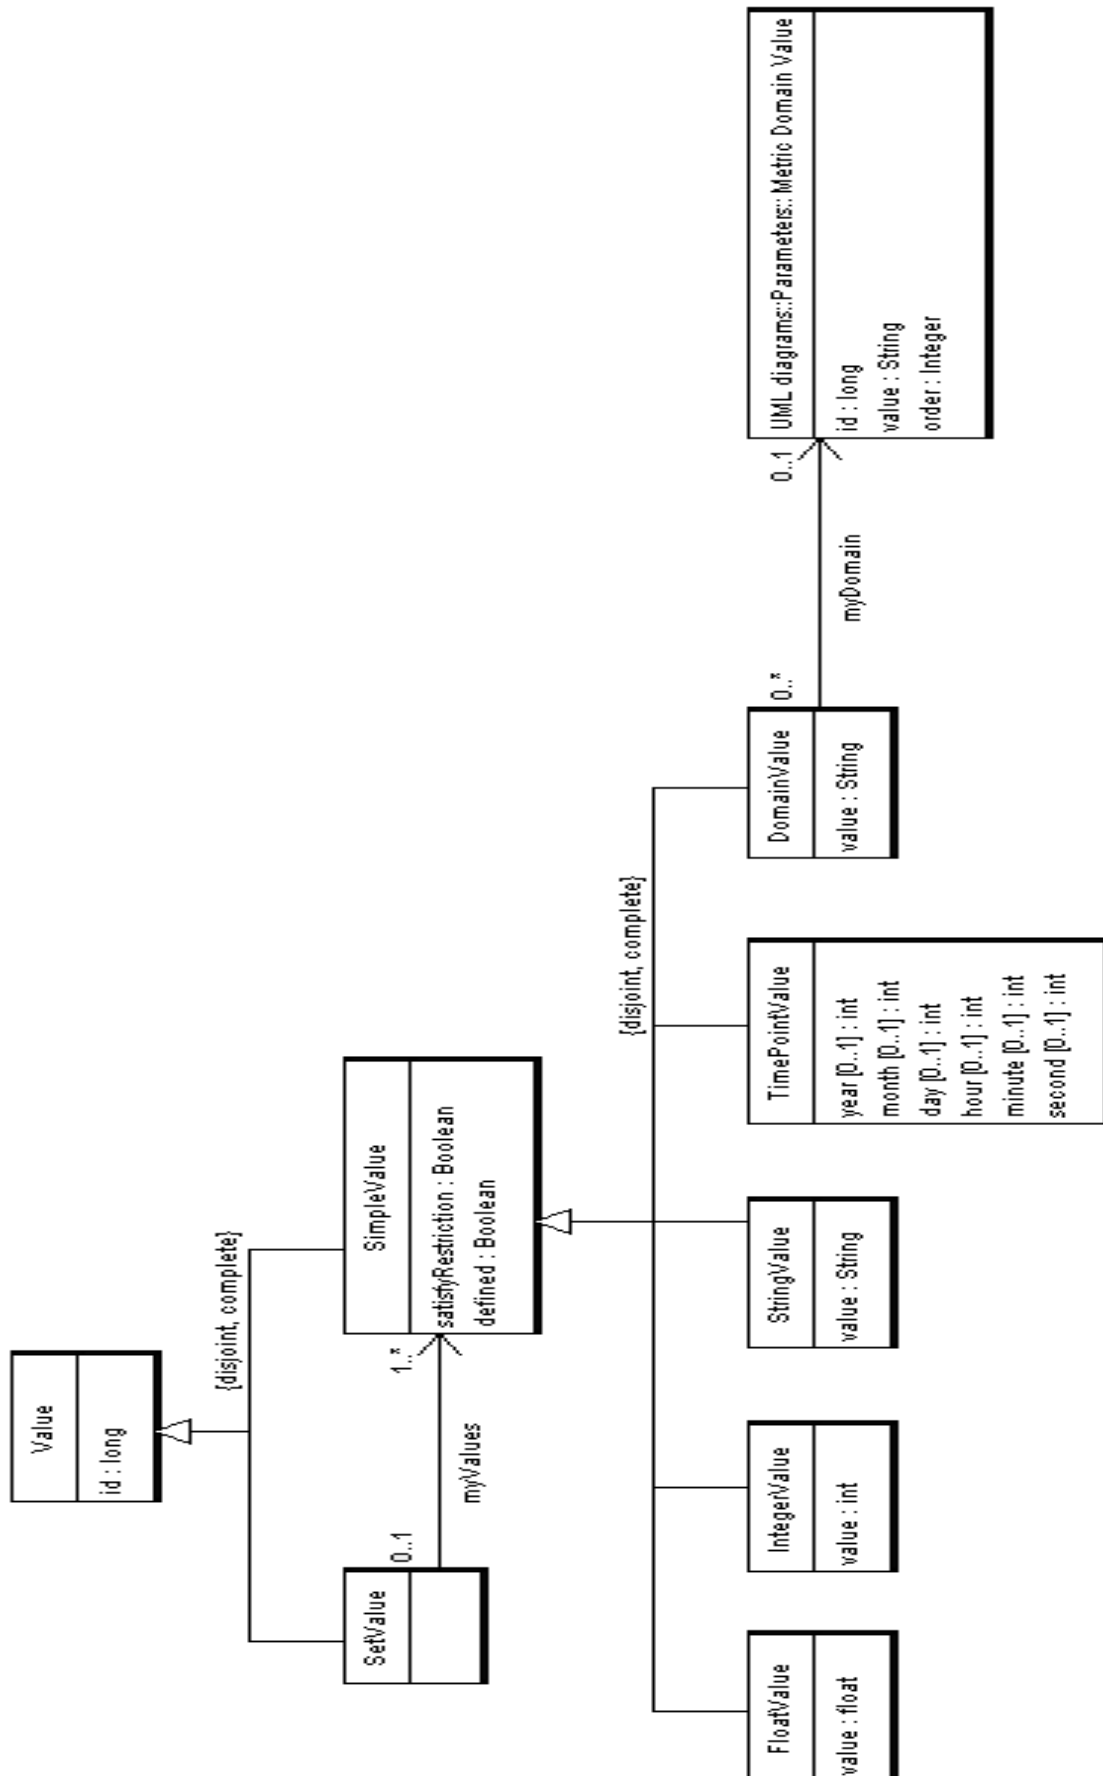 Value
id : long
{disjoint, complete}
SetValue
0..1
myValues
1..*
SimpleValue
satisfyRestriction : Boolean
defined : Boolean
{disjoint, complete}
FloatValue
value : float
IntegerValue
value : int
StringValue
value : String
TimePointValue
year [0..1] : int
month [0..1] : int
day [0..1] : int
hour [0..1] : int
minute [0..1] : int
second [0..1] : int
DomainValue
value : String
0..*
myDomain
0..1
UML diagrams::Parameters:: Metric Domain Value
id : long
value : String
order : Integer